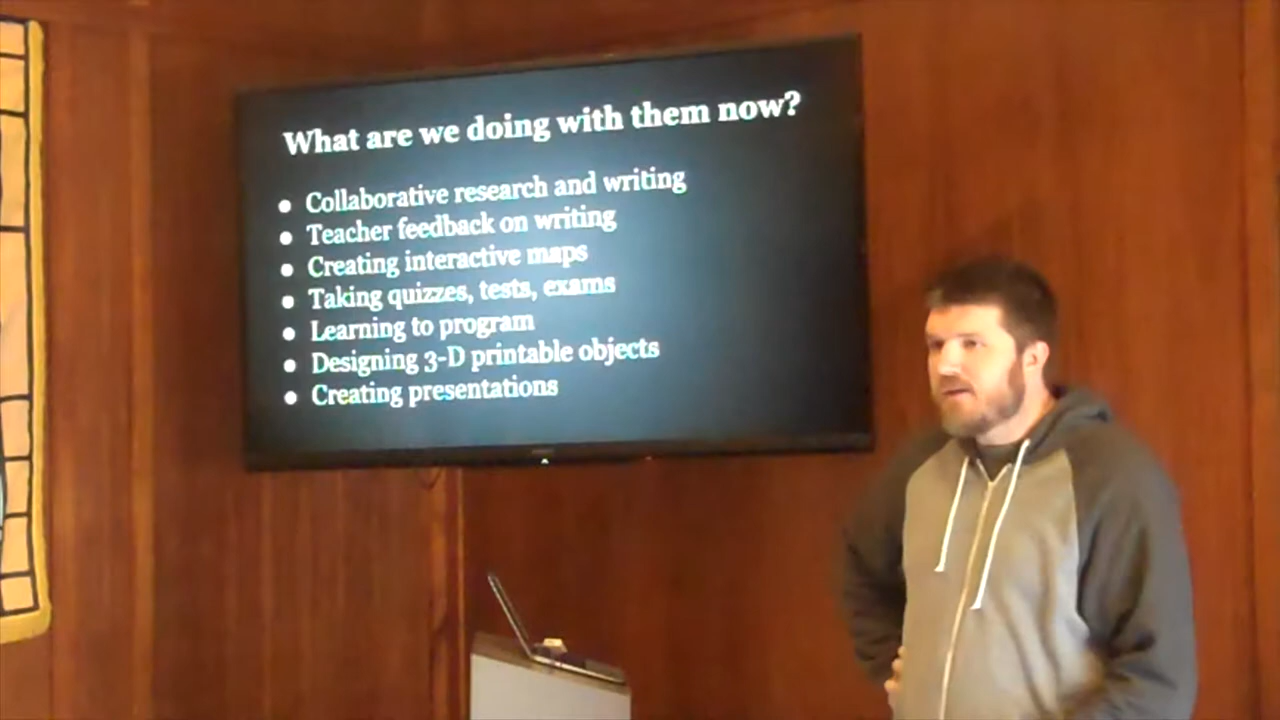 What are we doing with them now?
● Collaborative research and writing
● Teacher feedback on writing
● Creating interactive maps
● Taking quizzes, tests, exams
● Learning to program
● Designing 3-D printable objects
● Creating presentations